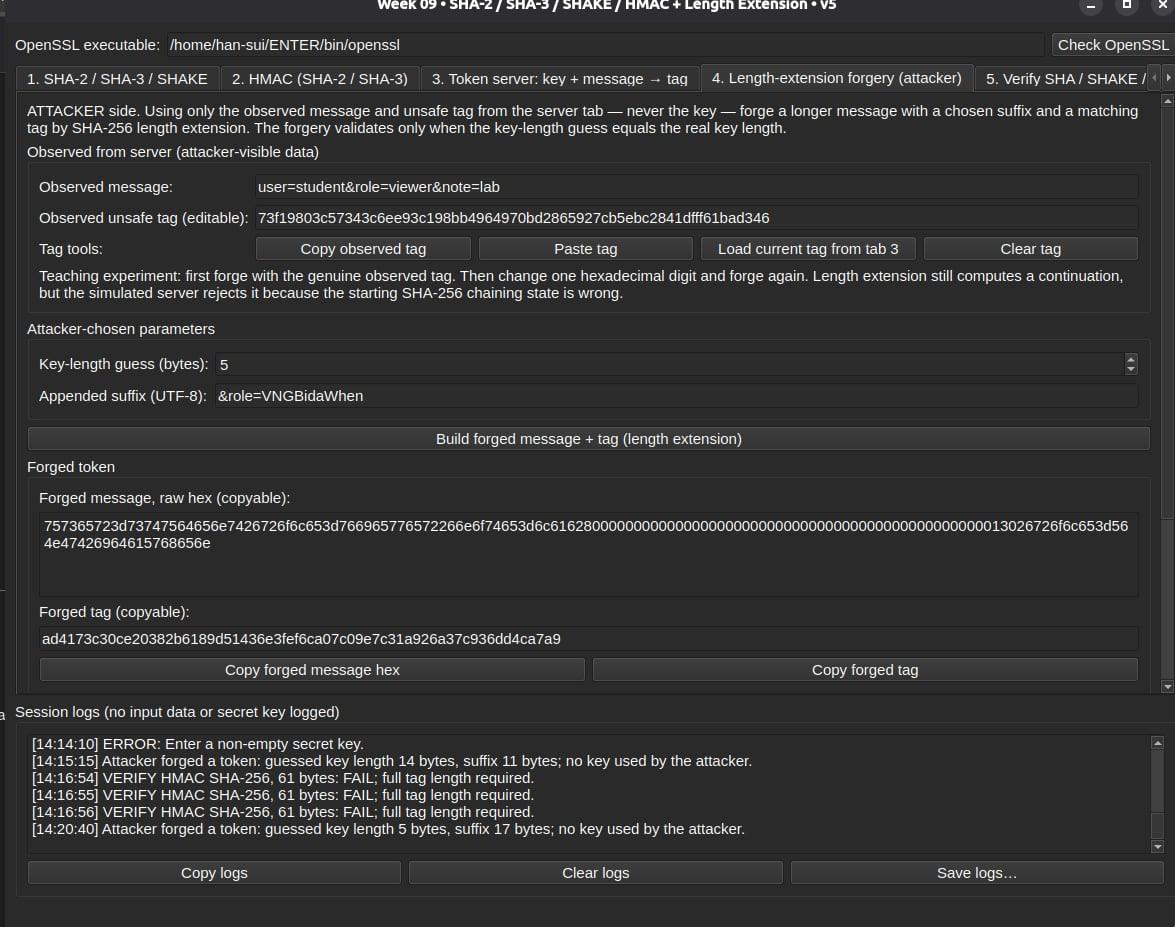 Week 09 • SHA-2 / SHA-3 / SHAKE / HMAC + Length Extension • v5
OpenSSL executable: /home/han-sui/ENTER/bin/openssl Check OpenSSL
1. SHA-2 / SHA-3 / SHAKE 2. HMAC (SHA-2 / SHA-3) 3. Token server: key + message → tag 4. Length-extension forgery (attacker) 5. Verify SHA / SHAKE /
ATTACKER side. Using only the observed message and unsafe tag from the server tab — never the key — forge a longer message with a chosen suffix and a matching
tag by SHA-256 length extension. The forgery validates only when the key-length guess equals the real key length.
Observed from server (attacker-visible data)
Observed message: user=student&role=viewer&note=lab
Observed unsafe tag (editable): 73f19803c57343c6ee93c198bb4964970bd2865927cb5ebc2841dfff61bad346
Tag tools: Copy observed tag Paste tag Load current tag from tab 3 Clear tag
Teaching experiment: first forge with the genuine observed tag. Then change one hexadecimal digit and forge again. Length extension still computes a continuation,
but the simulated server rejects it because the starting SHA-256 chaining state is wrong.
Attacker-chosen parameters
Key-length guess (bytes): 5
Appended suffix (UTF-8): &role=VNGBidaWhen
Build forged message + tag (length extension)
Forged token
Forged message, raw hex (copyable):
757365723d73747564656e7426726f6c653d766965776572266e6f74653d6c6162800000000000000000000000000000000000000000000000000013026726f6c653d56
4e47426964615768656e
Forged tag (copyable):
ad4173c30ce20382b6189d51436e3fef6ca07c09e7c31a926a37c936dd4ca7a9
Copy forged message hex Copy forged tag
Session logs (no input data or secret key logged)
[14:14:10] ERROR: Enter a non-empty secret key.
[14:15:15] Attacker forged a token: guessed key length 14 bytes, suffix 11 bytes; no key used by the attacker.
[14:16:54] VERIFY HMAC SHA-256, 61 bytes: FAIL; full tag length required.
[14:16:55] VERIFY HMAC SHA-256, 61 bytes: FAIL; full tag length required.
[14:16:56] VERIFY HMAC SHA-256, 61 bytes: FAIL; full tag length required.
[14:20:40] Attacker forged a token: guessed key length 5 bytes, suffix 17 bytes; no key used by the attacker.
Copy logs Clear logs Save logs…